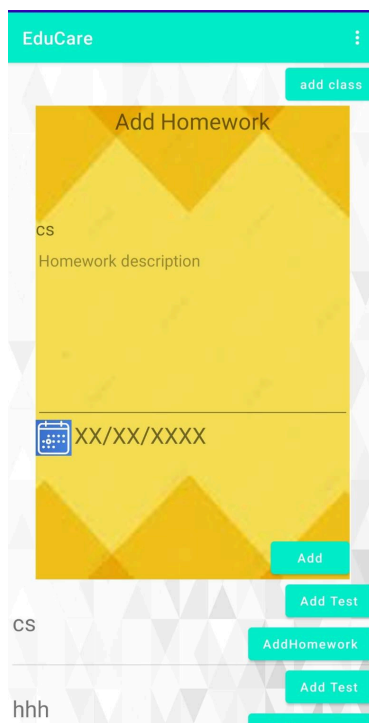 EduCare
add class
Add Homework
cs
Homework description
XX/XX/XXXX
Add
Add Test
cs
AddHomework
Add Test
hhh